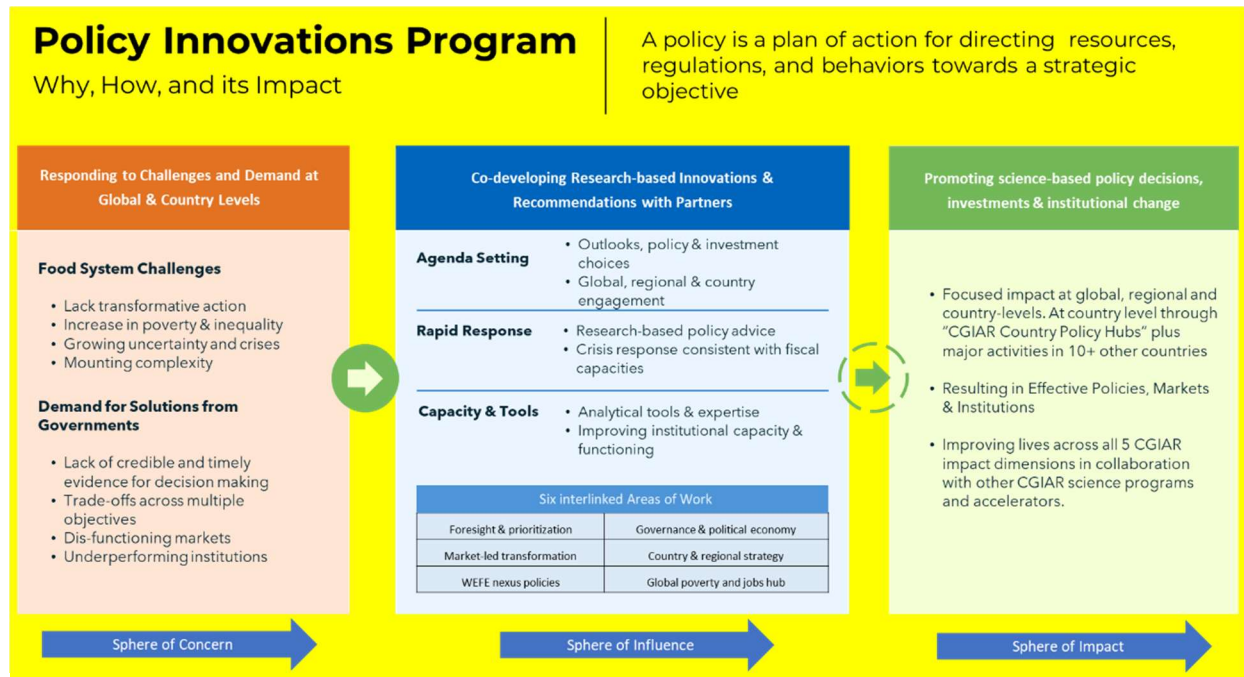 Policy Innovations Program
Why, How, and its Impact
A policy is a plan of action for directing resources,
regulations, and behaviors towards a strategic
objective
Responding to Challenges and Demand at
Global & Country Levels
Food System Challenges
• Lack transformative action
• Increase in poverty & inequality
• Growing uncertainty and crises
• Mounting complexity
Demand for Solutions from
Governments
• Lack of credible and timely
evidence for decision making
• Trade-offs across multiple
objectives
• Dis-functioning markets
• Underperforming institutions
Sphere of Concern
Co-developing Research-based Innovations &
Recommendations with Partners
Agenda Setting
• Outlooks, policy & investment
choices
• Global, regional & country
engagement
Rapid Response
• Research-based policy advice
• Crisis response consistent with fiscal
capacities
Capacity & Tools
• Analytical tools & expertise
• Improving institutional capacity &
functioning
Six interlinked Areas of Work
Foresight & prioritization
Governance & political economy
Market-led transformation
Country & regional strategy
WEFE nexus policies
Global poverty and jobs hub
Sphere of Influence
Promoting science-based policy decisions,
investments & institutional change
• Focused impact at global, regional and
country-levels. At country level through
“CGIAR Country Policy Hubs” plus
major activities in 10+ other countries
• Resulting in Effective Policies, Markets
& Institutions
• Improving lives across all 5 CGIAR
impact dimensions in collaboration
with other CGIAR science programs
and accelerators.
Sphere of Impact